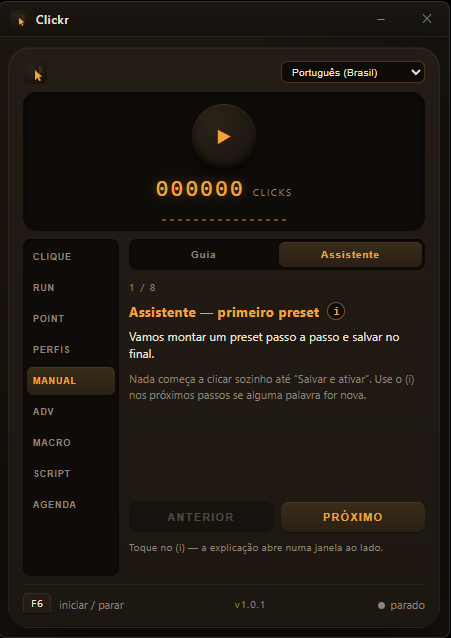 Clickr
Português (Brasil)
000000 CLICKS
CLIQUE
RUN
POINT
PERFIS
MANUAL
ADV
MACRO
SCRIPT
AGENDA
Guia
Assistente
1 / 8
Assistente — primeiro preset i
Vamos montar um preset passo a passo e salvar no
final.
Nada começa a clicar sozinho até “Salvar e ativar”. Use o (i)
nos próximos passos se alguma palavra for nova.
ANTERIOR
PRÓXIMO
Toque no (i) — a explicação abre numa janela ao lado.
F6 iniciar / parar
v1.0.1
parado